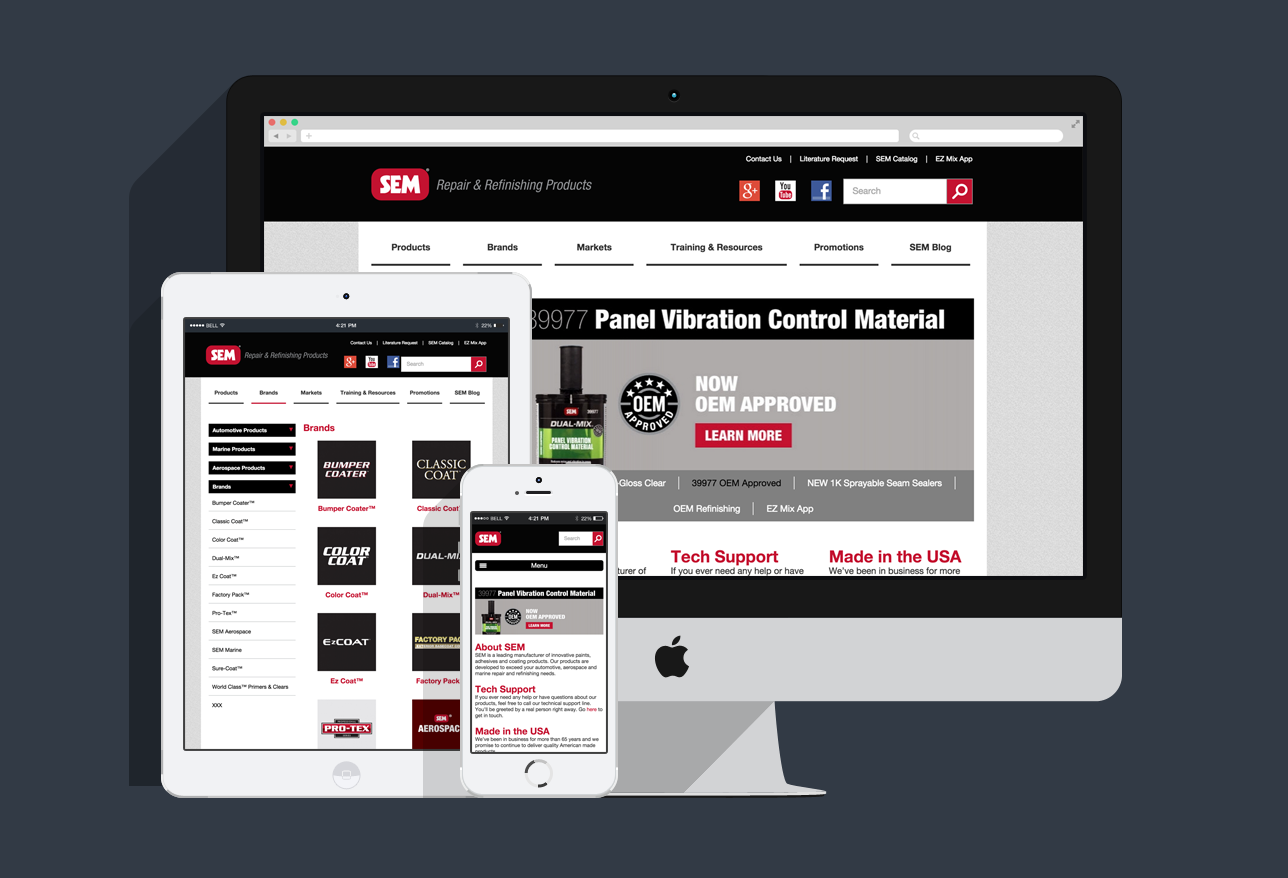 Contact Us | Literature Request | SEM Catalog | EZ Mix App
SEM Repair & Refinishing Products
g+ You Tube f Search
Products Brands Markets Training & Resources Promotions SEM Blog
39977 Panel Vibration Control Material
SEM 39977
DUAL-MIX
PANEL VIBRATION
CONTROL MATERIAL
OEM
APPROVED
NOW
OEM APPROVED
LEARN MORE
-Gloss Clear | 39977 OEM Approved | NEW 1K Sprayable Seam Sealers |
OEM Refinishing | EZ Mix App
Tech Support
If you ever need any help or have
Made in the USA
We've been in business for more
turer of
BELL 4:21 PM 22%
Contact Us | Literature Request | SEM Catalog | EZ Mix App
SEM Repair & Refinishing Products
g+ You Tube f Search
Products Brands Markets Training & Resources Promotions SEM Blog
Automotive Products
Marine Products
Aerospace Products
Brands
Bumper Coater™
Classic Coat™
Color Coat™
Dual-Mix™
Ez Coat™
Factory Pack™
Pro-Tex™
SEM Aerospace
SEM Marine
Sure-Coat™
World Class™ Primers & Clears
XXX
Brands
BUMPER
COATER
Bumper Coater™
CLASSIC
COAT
Classic Coat
COLOR
COAT
Color Coat™
DUAL-MI
Dual-Mix™
EzCOAT
Ez Coat™
FACTORY PAC
Factory Pack
PRO-TEX
SEM
AEROSPAC
BELL 4:21 PM 22%
SEM Search
Menu
39977 Panel Vibration Control Material
OEM
NOW
OEM APPROVED
LEARN MORE
About SEM
SEM is a leading manufacturer of innovative paints,
adhesives and coating products. Our products are
developed to exceed your automotive, aerospace and
marine repair and refinishing needs.
Tech Support
If you ever need any help or have questions about our
products, feel free to call our technical support line.
You'll be greeted by a real person right away. Go here to
get in touch.
Made in the USA
We've been in business for more than 65 years and we
promise to continue to deliver quality American made
products.